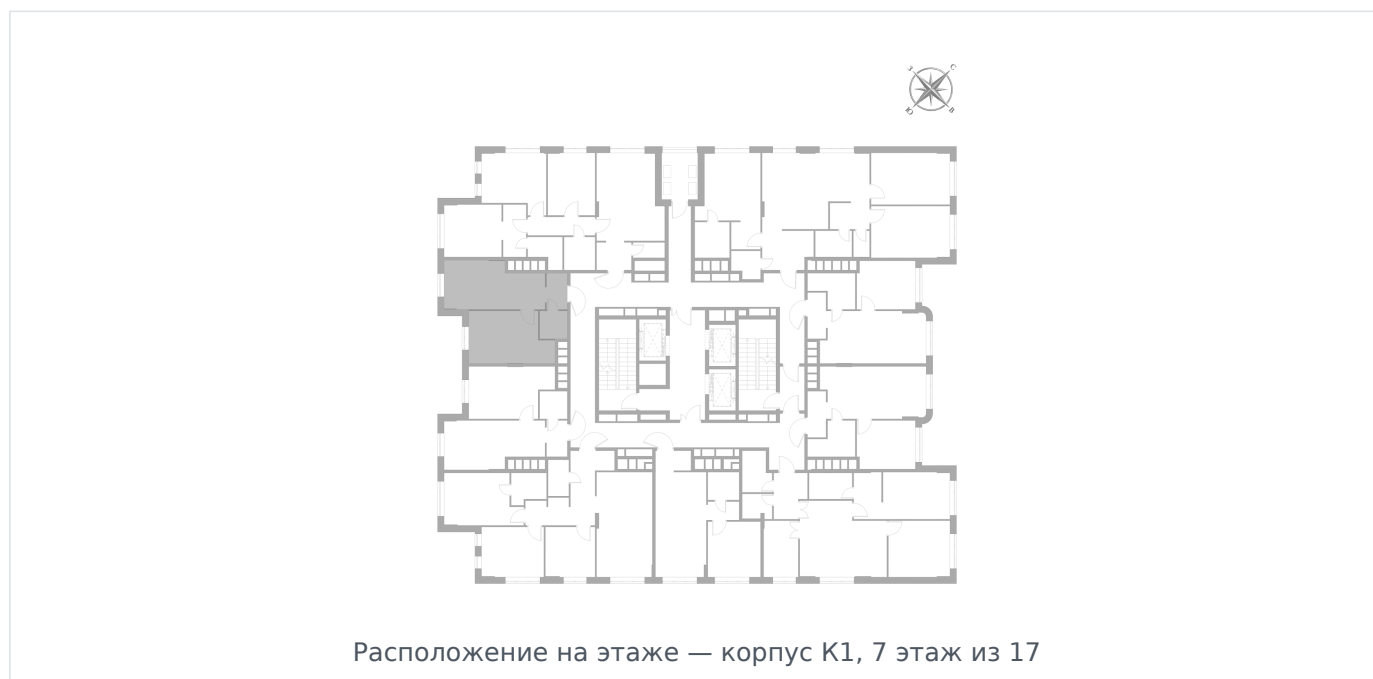 З С
Ю В
Расположение на этаже — корпус К1, 7 этаж из 17